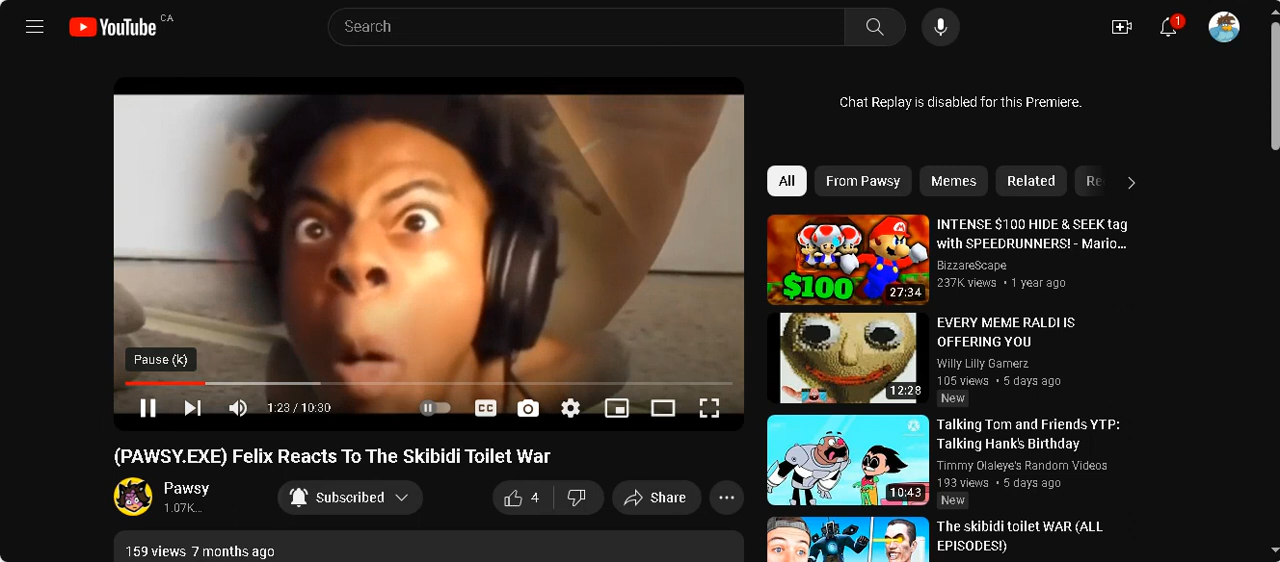 YouTube CA
Search
1
Chat Replay is disabled for this Premiere.
All
From Pawsy
Memes
Related
Re
Pause (k)
1:23 / 10:30
CC
(PAWSY.EXE) Felix Reacts To The Skibidi Toilet War
Pawsy
1.07K...
Subscribed
4
Share
159 views 7 months ago
$100
27:34
INTENSE $100 HIDE & SEEK tag
with SPEEDRUNNERS! - Mario...
BizzareScape
237K views • 1 year ago
12:28
EVERY MEME RALDI IS
OFFERING YOU
Willy Lilly Gamerz
105 views • 5 days ago
New
10:43
Talking Tom and Friends YTP:
Talking Hank's Birthday
Timmy Olaleye's Random Videos
193 views • 5 days ago
New
The skibidi toilet WAR (ALL
EPISODES!)